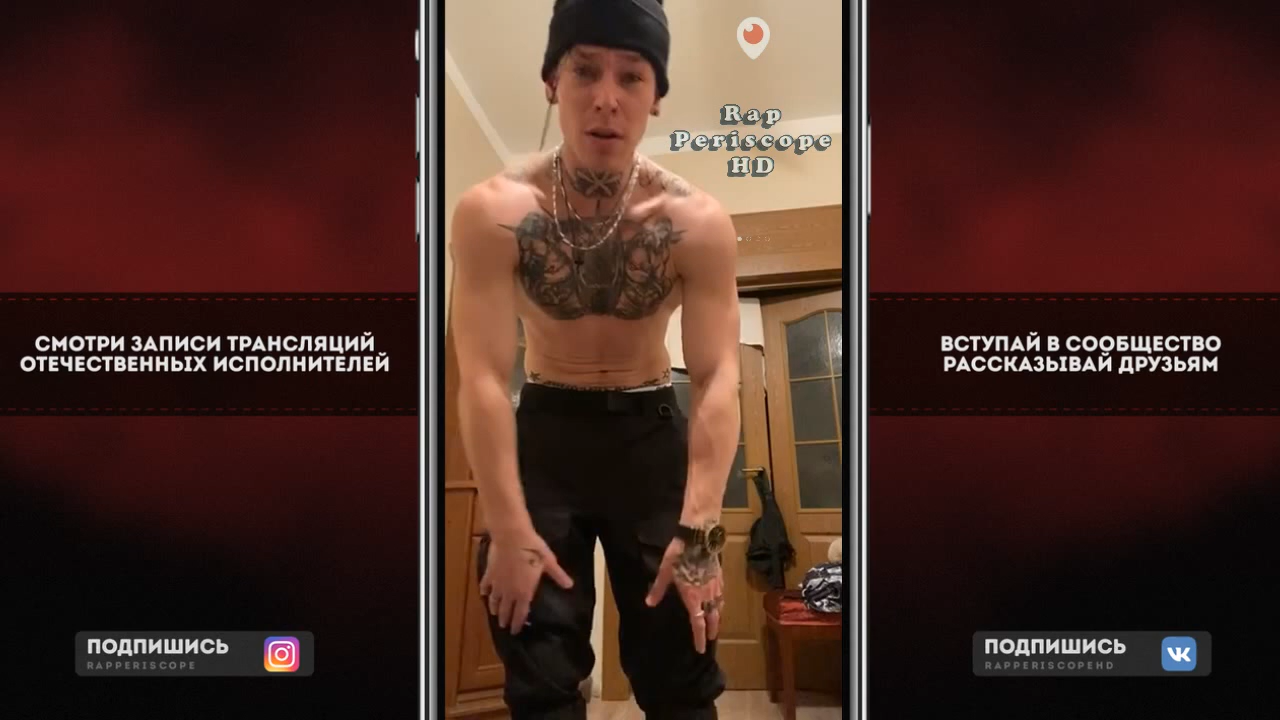 Rap
Periscope
HD
СМОТРИ ЗАПИСИ ТРАНСЛЯЦИЙ
ОТЕЧЕСТВЕННЫХ ИСПОЛНИТЕЛЕЙ
ВСТУПАЙ В СООБЩЕСТВО
РАССКАЗЫВАЙ ДРУЗЬЯМ
ПОДПИШИСЬ
RAPPERISCOPE
ПОДПИШИСЬ
RAPPERISCOPEHD